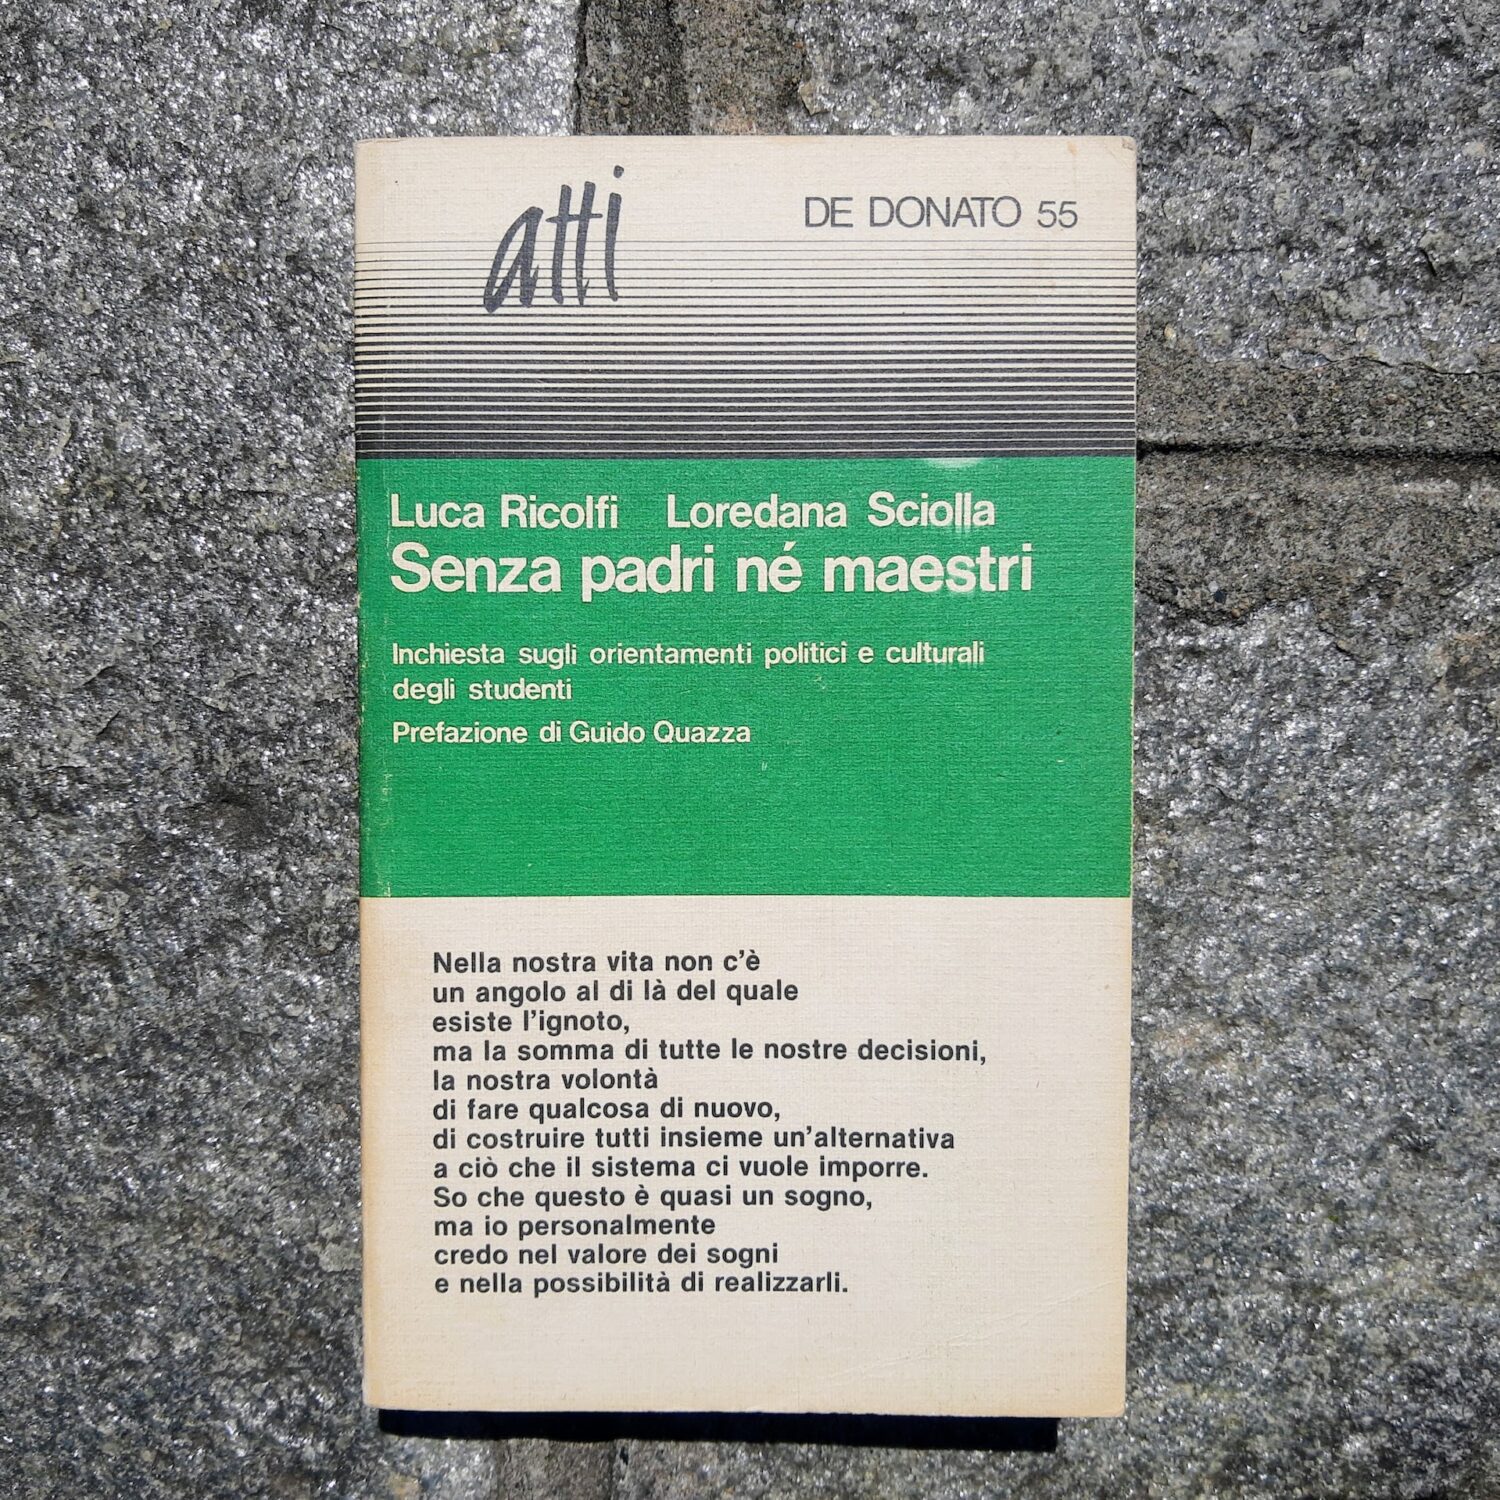 atti
DE DONATO 55
Luca Ricolfi Loredana Sciolla
Senza padri né maestri
Inchiesta sugli orientamenti politici e culturali
degli studenti
Prefazione di Guido Quazza
Nella nostra vita non c'è
un angolo al di là del quale
esiste l'ignoto,
ma la somma di tutte le nostre decisioni,
la nostra volontà
di fare qualcosa di nuovo,
di costruire tutti insieme un'alternativa
a ciò che il sistema ci vuole imporre.
So che questo è quasi un sogno,
ma io personalmente
credo nel valore dei sogni
e nella possibilità di realizzarli.